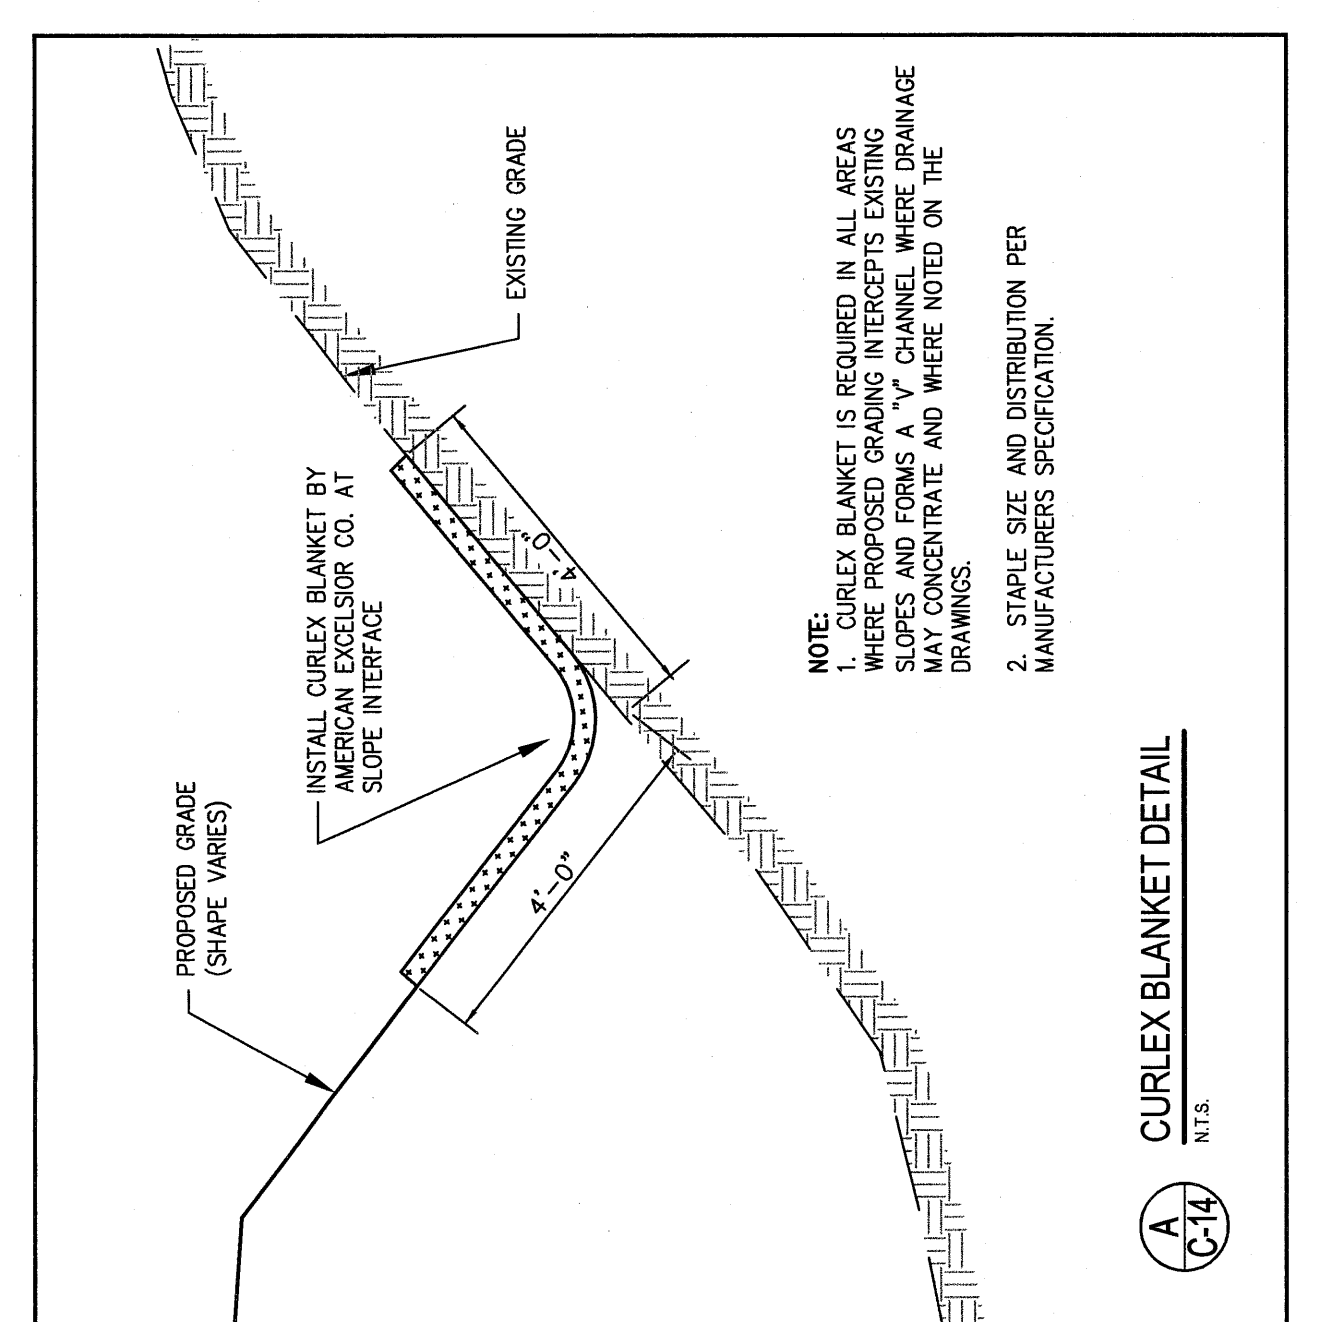 PROPOSED GRADE
(SHAPE VARIES)
INSTALL CURLEX BLANKET BY
AMERICAN EXCELSIOR CO. AT
SLOPE INTERFACE
EXISTING GRADE
4'-0"
4'-0"
NOTE:
1. CURLEX BLANKET IS REQUIRED IN ALL AREAS
WHERE PROPOSED GRADING INTERCEPTS EXISTING
SLOPES AND FORMS A "V" CHANNEL WHERE DRAINAGE
MAY CONCENTRATE AND WHERE NOTED ON THE
DRAWINGS.
2. STAPLE SIZE AND DISTRIBUTION PER
MANUFACTURERS SPECIFICATION.
A
C-14
CURLEX BLANKET DETAIL
N.T.S.